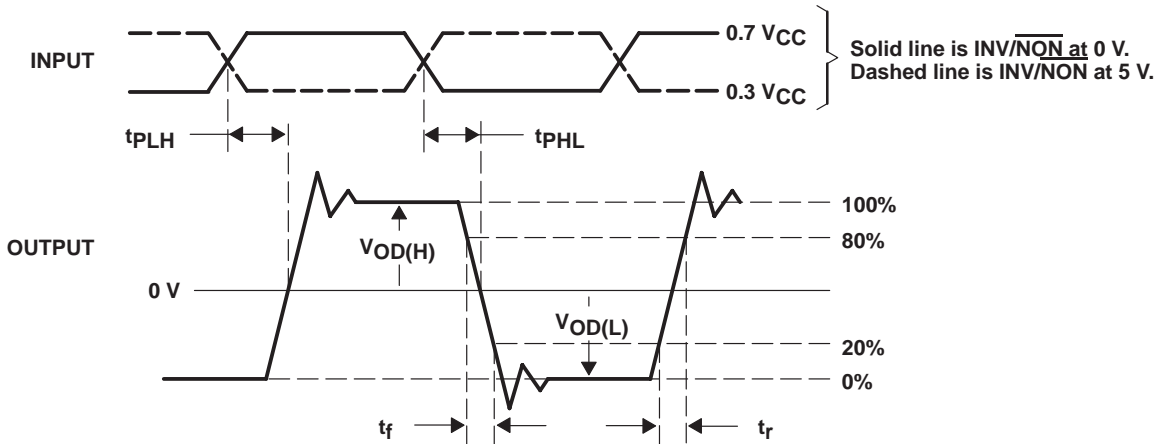 INPUT
0.7 VCC
0.3 VCC
Solid line is INV/NON at 0 V.
Dashed line is INV/NON at 5 V.
tPLH
tPHL
OUTPUT
VOD(H)
100%
80%
0 V
VOD(L)
20%
0%
tf
tr